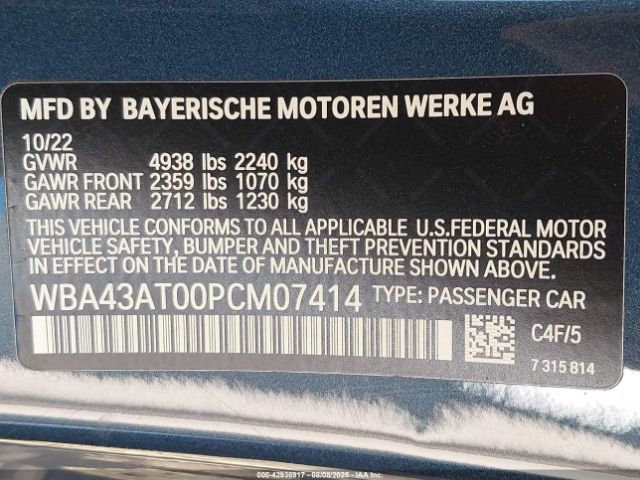 MFD BY BAYERISCHE MOTOREN WERKE AG
10/22
GVWR 4938 lbs 2240 kg
GAWR FRONT 2359 lbs 1070 kg
GAWR REAR 2712 lbs 1230 kg
THIS VEHICLE CONFORMS TO ALL APPLICABLE U.S.FEDERAL MOTOR
VEHICLE SAFETY, BUMPER AND THEFT PREVENTION STANDARDS
IN EFFECT ON THE DATE OF MANUFACTURE SHOWN ABOVE.
WBA43AT00PCM07414 TYPE: PASSENGER CAR
C4F/5
7 315 814
000-42936917 - 08/08/2025 - IAAI.COM